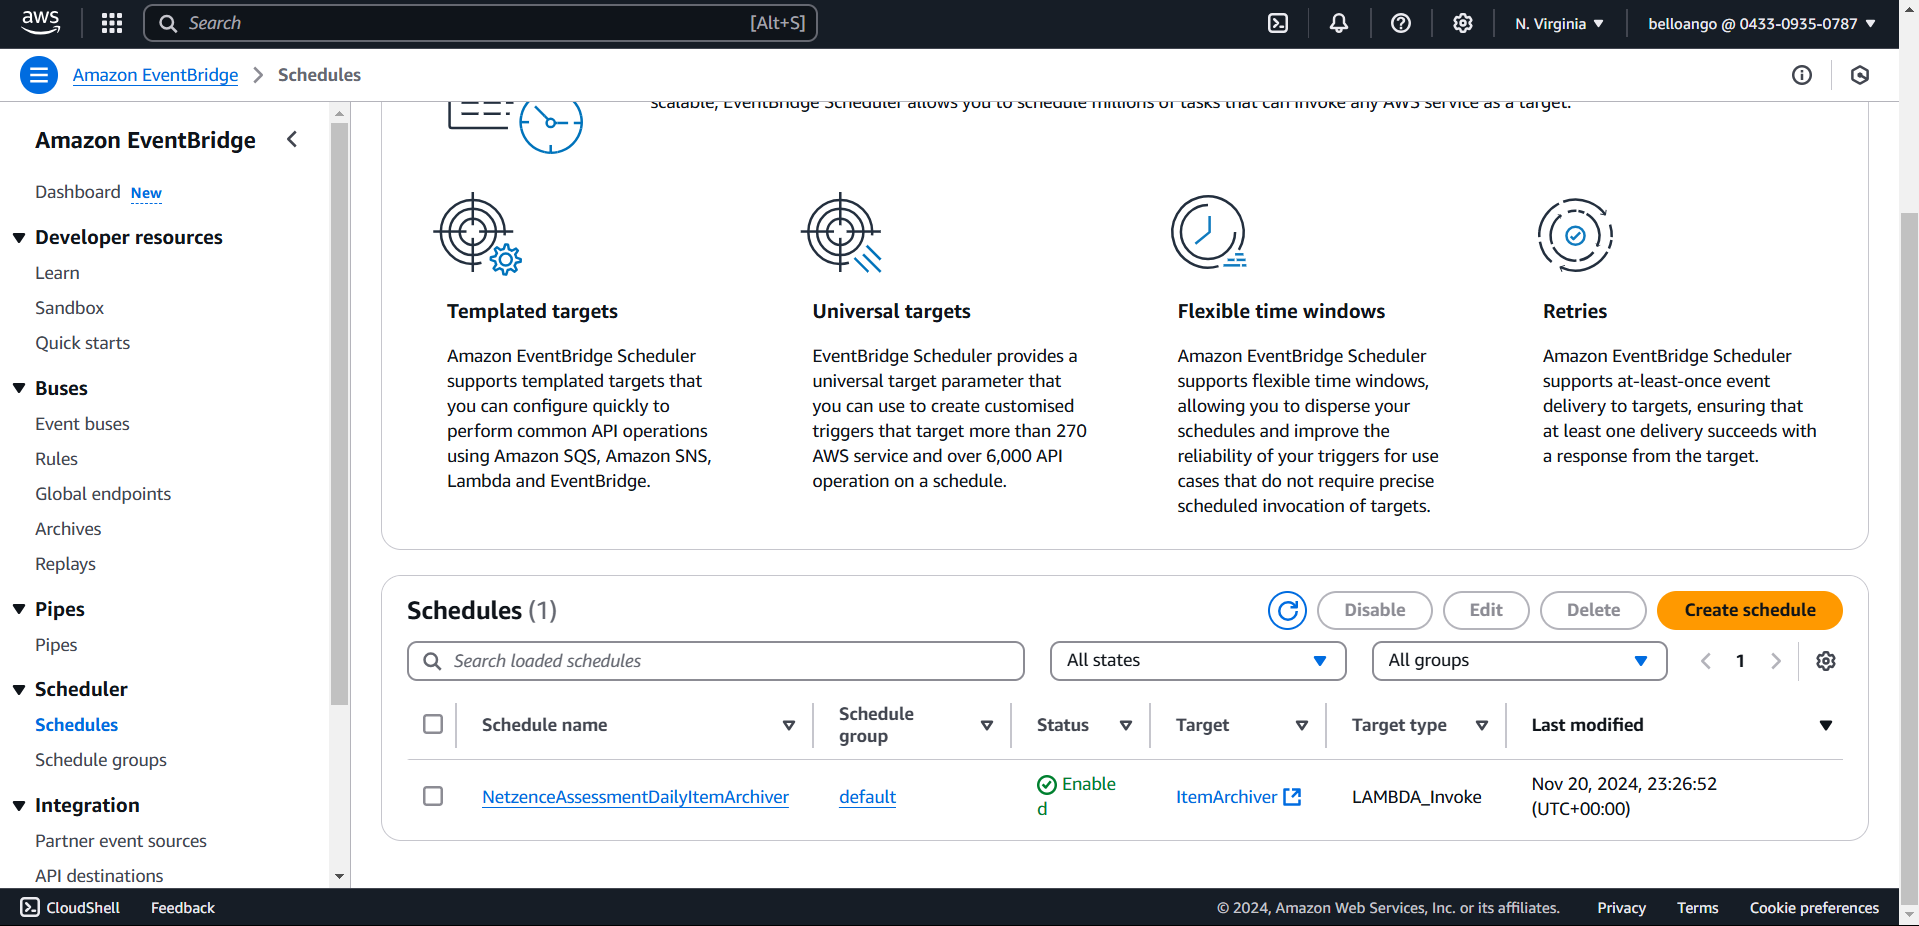 aws
Search
[Alt+S]
N. Virginia
belloango @ 0433-0935-0787
Amazon EventBridge
Schedules
Amazon EventBridge
Dashboard New
Developer resources
Learn
Sandbox
Quick starts
Buses
Event buses
Rules
Global endpoints
Archives
Replays
Pipes
Pipes
Scheduler
Schedules
Schedule groups
Integration
Partner event sources
API destinations
scalable, EventBridge Scheduler allows you to schedule millions of tasks that can invoke any AWS service as a target.
Templated targets
Amazon EventBridge Scheduler
supports templated targets that
you can configure quickly to
perform common API operations
using Amazon SQS, Amazon SNS,
Lambda and EventBridge.
Universal targets
EventBridge Scheduler provides a
universal target parameter that
you can use to create customised
triggers that target more than 270
AWS service and over 6,000 API
operation on a schedule.
Flexible time windows
Amazon EventBridge Scheduler
supports flexible time windows,
allowing you to disperse your
schedules and improve the
reliability of your triggers for use
cases that do not require precise
scheduled invocation of targets.
Retries
Amazon EventBridge Scheduler
supports at-least-once event
delivery to targets, ensuring that
at least one delivery succeeds with
a response from the target.
Schedules (1)
Disable
Edit
Delete
Create schedule
Search loaded schedules
All states
All groups
1
Schedule name
Schedule
group
Status
Target
Target type
Last modified
NetzenceAssessmentDailyItemArchiver
default
Enable
d
ItemArchiver
LAMBDA_Invoke
Nov 20, 2024, 23:26:52
(UTC+00:00)
CloudShell
Feedback
© 2024, Amazon Web Services, Inc. or its affiliates.
Privacy
Terms
Cookie preferences